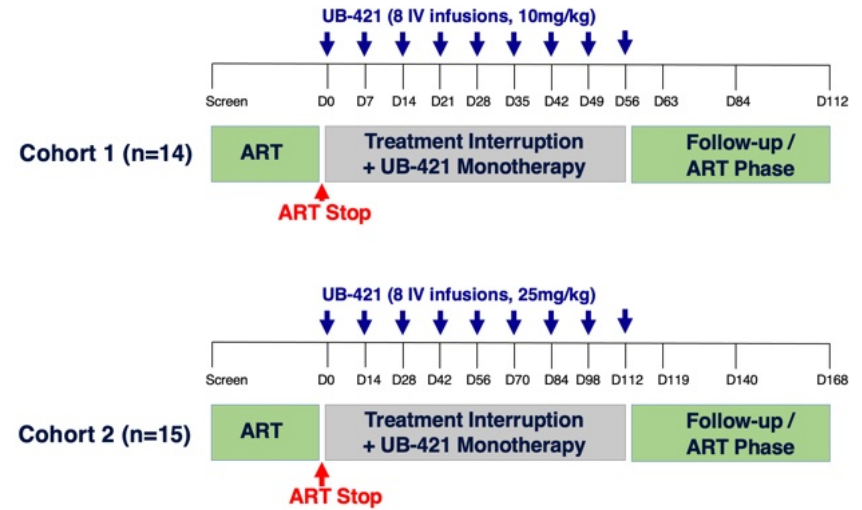 UB-421 (8 IV infusions, 10mg/kg)
Screen D0 D7 D14 D21 D28 D35 D42 D49 D56 D63 D84 D112
Cohort 1 (n=14)
ART
Treatment Interruption
+ UB-421 Monotherapy
Follow-up /
ART Phase
ART Stop
UB-421 (8 IV infusions, 25mg/kg)
Screen D0 D14 D28 D42 D56 D70 D84 D98 D112 D119 D140 D168
Cohort 2 (n=15)
ART
Treatment Interruption
+ UB-421 Monotherapy
Follow-up /
ART Phase
ART Stop